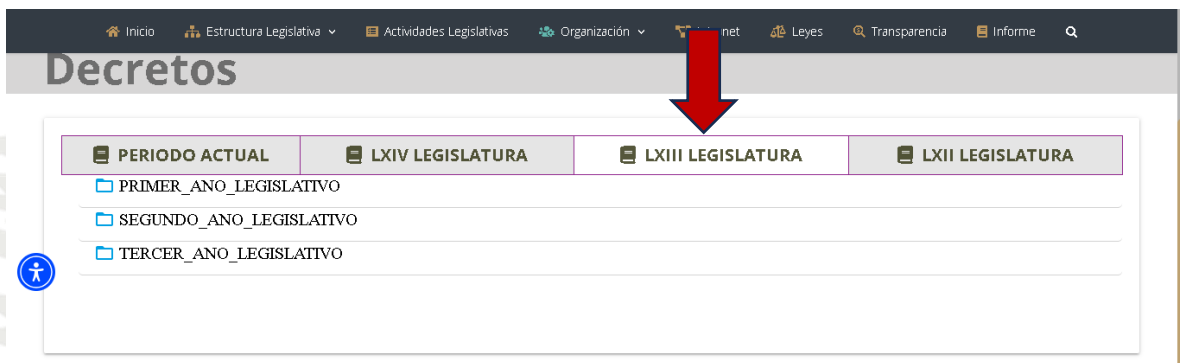 Inicio Estructura Legislativa Actividades Legislativas Organización net Leyes Transparencia Informe
Decretos
PERIODO ACTUAL LXIV LEGISLATURA LXIII LEGISLATURA LXII LEGISLATURA
PRIMER_ANO_LEGISLATIVO
SEGUNDO_ANO_LEGISLATIVO
TERCER_ANO_LEGISLATIVO